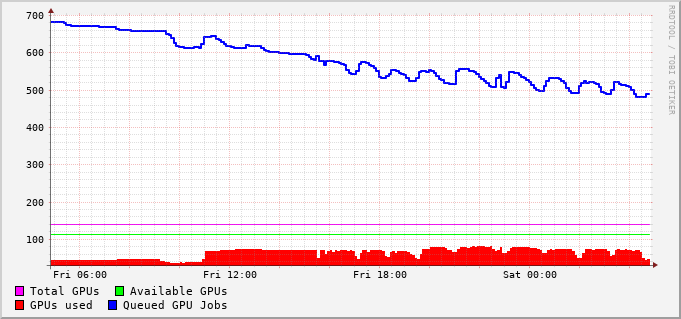 700
600
500
400
300
200
100
Fri 06:00 Fri 12:00 Fri 18:00 Sat 00:00
Total GPUs Available GPUs
GPUs used Queued GPU Jobs
RRDTOOL / TOBI OETIKER